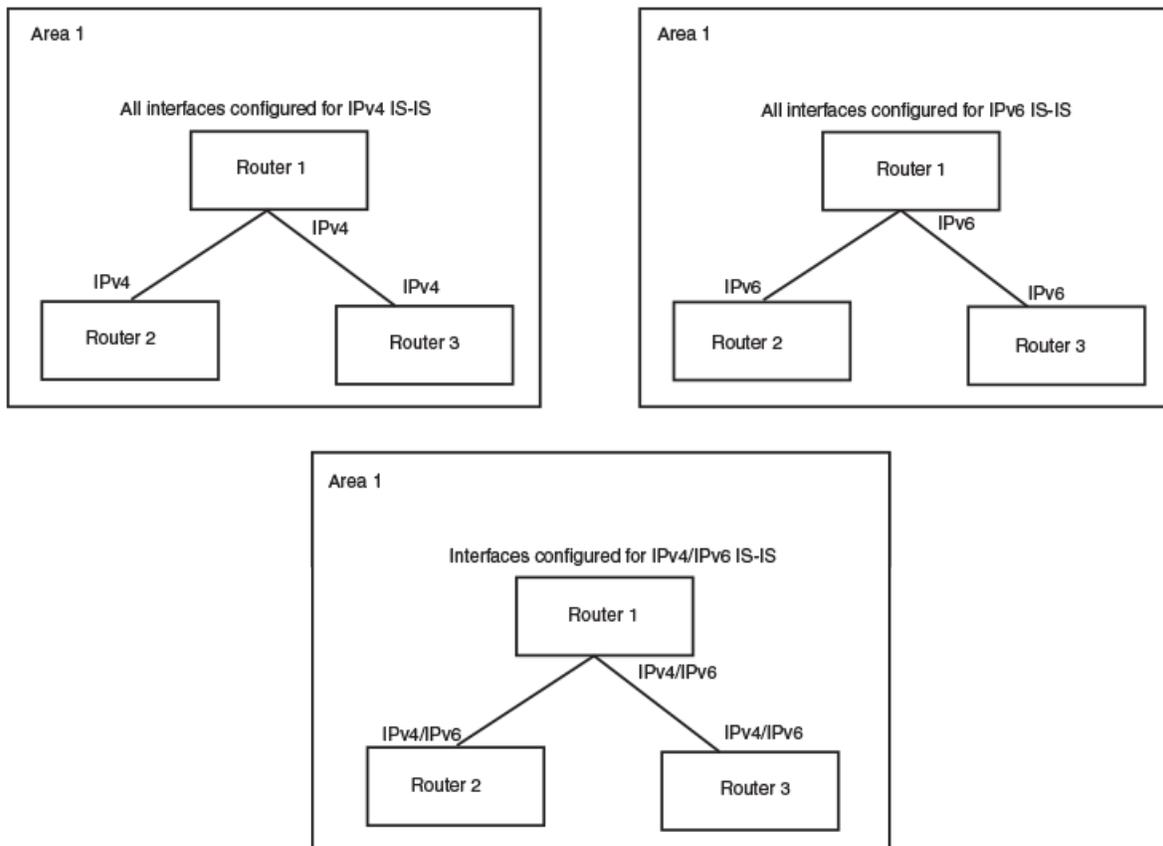 Area 1
All interfaces configured for IPv4 IS-IS
Router 1
IPv4
IPv4
IPv4
Router 2
Router 3
Area 1
All interfaces configured for IPv6 IS-IS
Router 1
IPv6
IPv6
IPv6
Router 2
Router 3
Area 1
Interfaces configured for IPv4/IPv6 IS-IS
Router 1
IPv4/IPv6
IPv4/IPv6
IPv4/IPv6
Router 2
Router 3